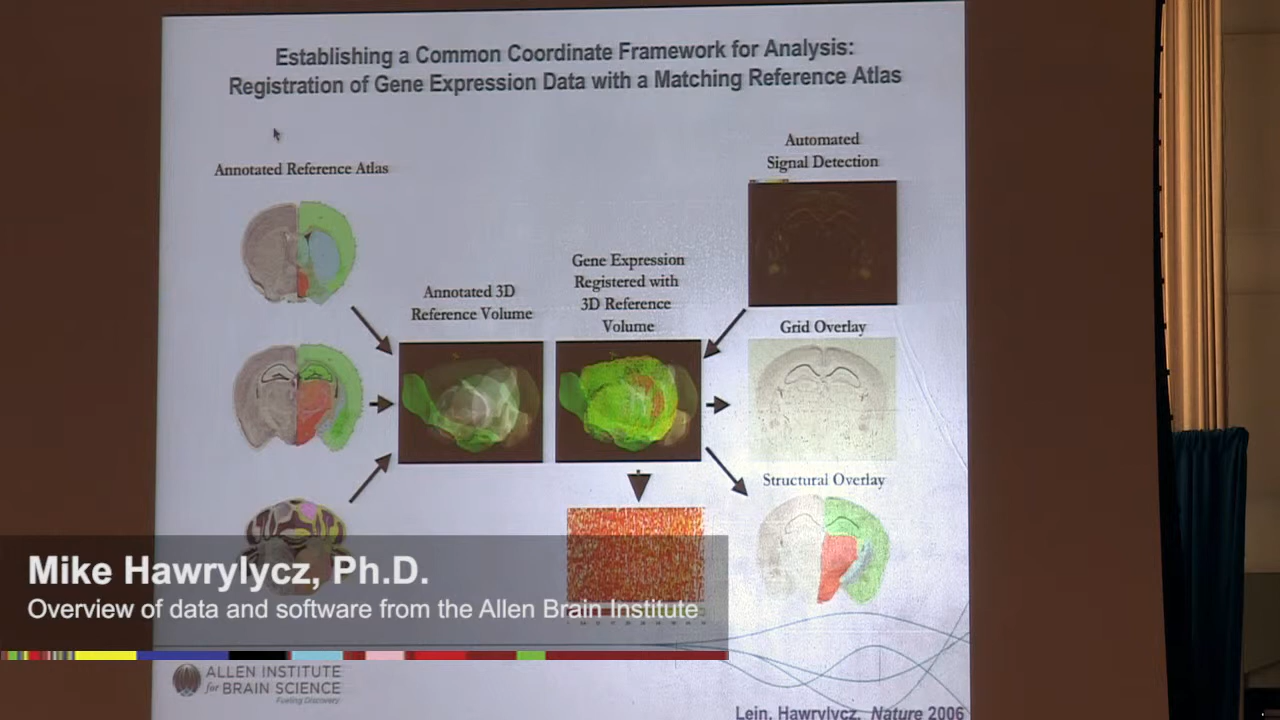 Establishing a Common Coordinate Framework for Analysis:
Registration of Gene Expression Data with a Matching Reference Atlas
Automated
Signal Detection
Annotated Reference Atlas
Gene Expression
Registered with
3D Reference
Volume
Annotated 3D
Reference Volume
Grid Overlay
Structural Overlay
Mike Hawrylycz, Ph.D.
Overview of data and software from the Allen Brain Institute
ALLEN INSTITUTE
for BRAIN SCIENCE
Fueling Discovery
Lein, Hawrylycz, Nature 2006